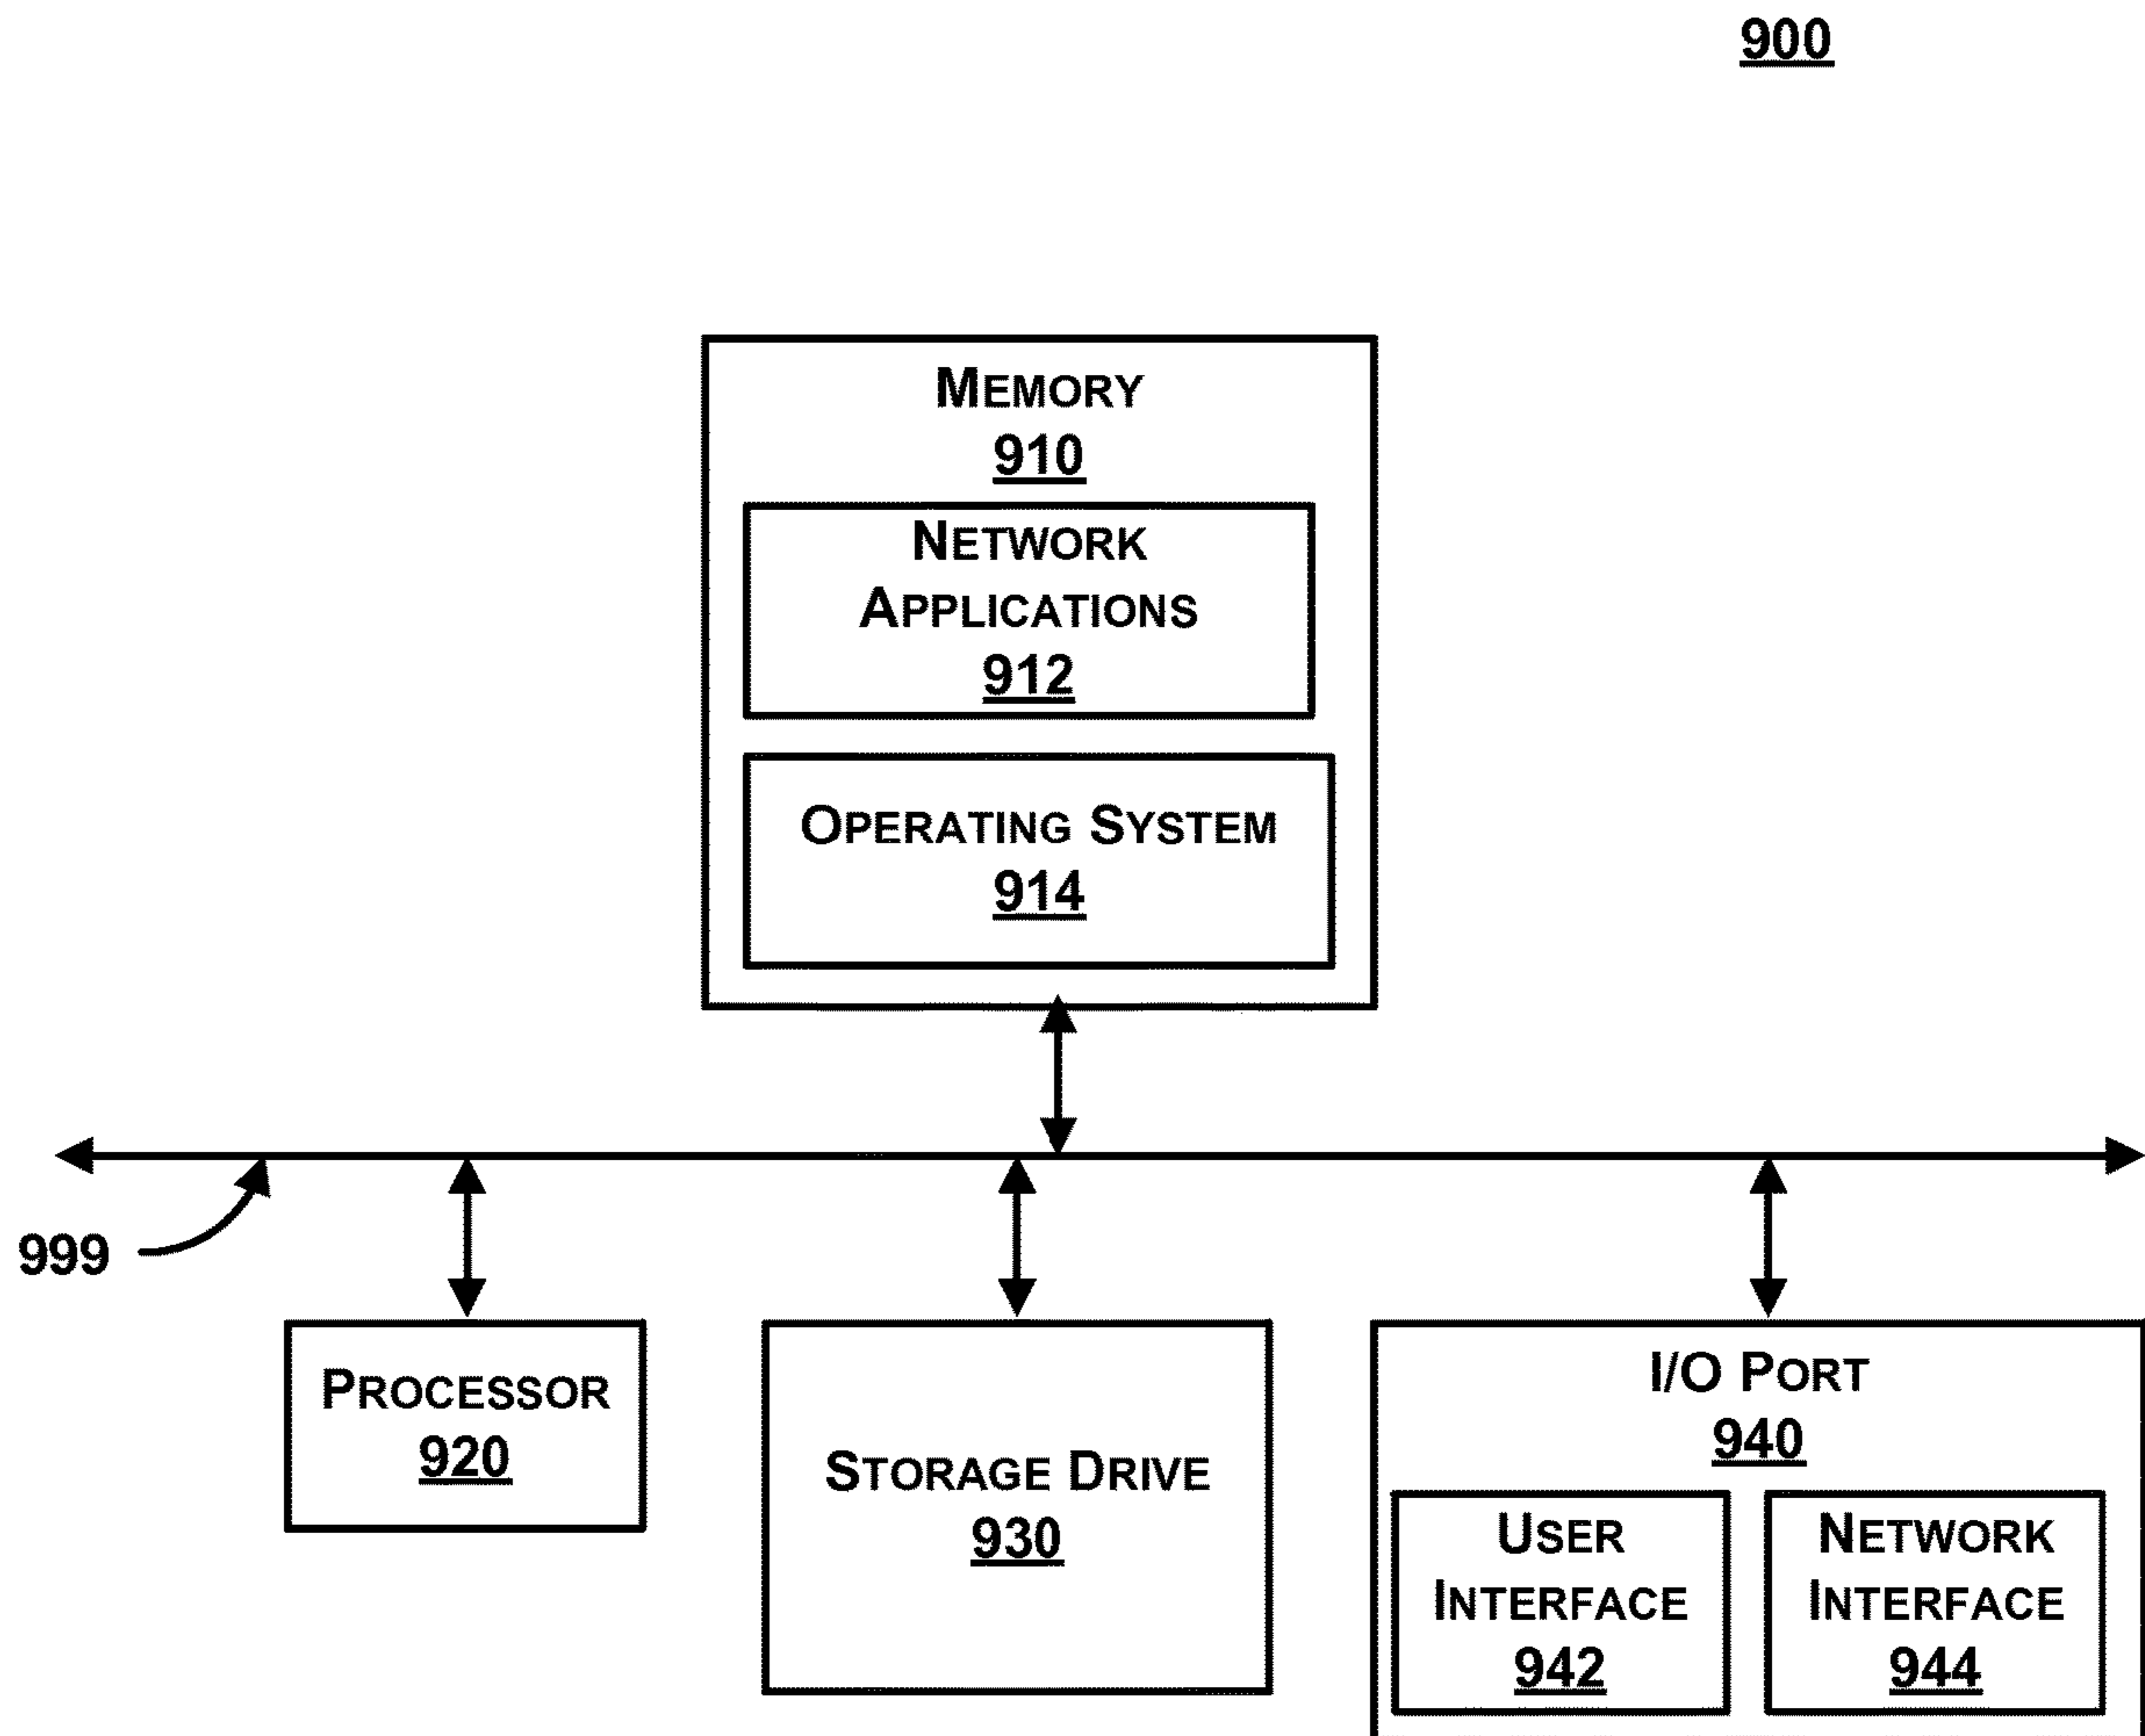 900
MEMORY
910
NETWORK
APPLICATIONS
912
OPERATING SYSTEM
914
999
PROCESSOR
920
STORAGE DRIVE
930
I/O PORT
940
USER
INTERFACE
942
NETWORK
INTERFACE
944